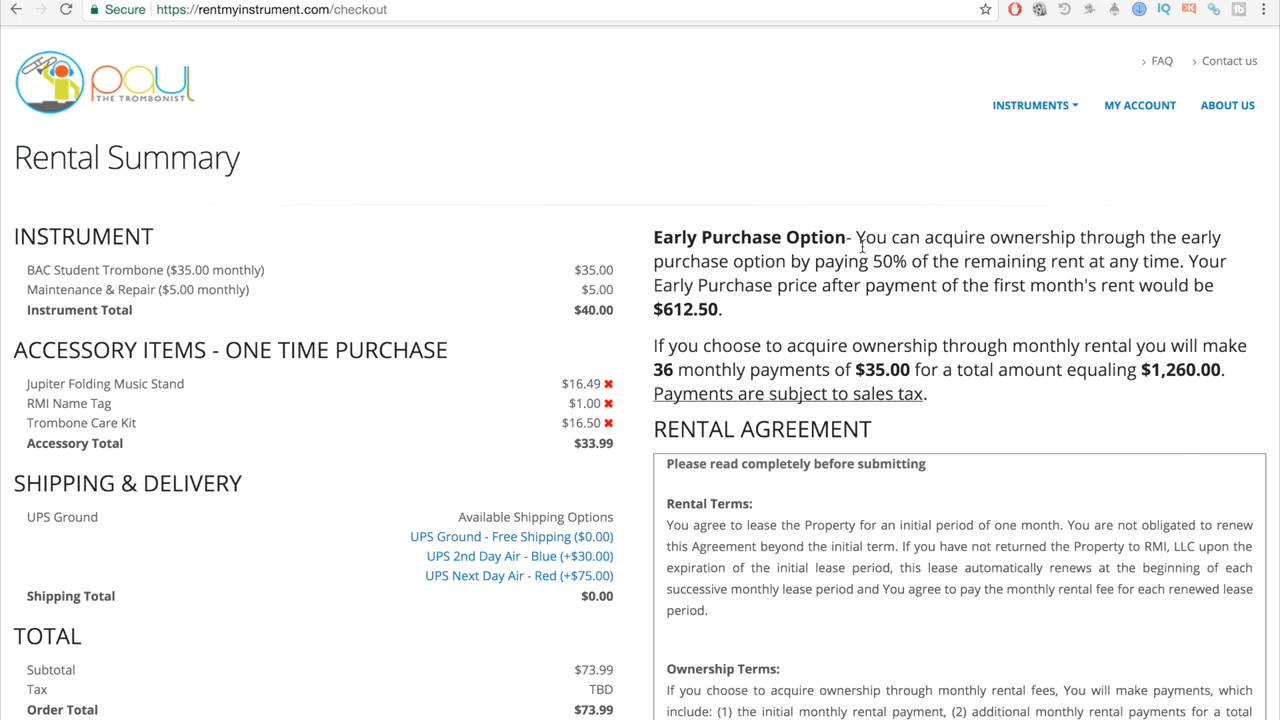 Secure https://rentmyinstrument.com/checkout
paul
THE TROMBONIST
FAQ
Contact us
INSTRUMENTS
MY ACCOUNT
ABOUT US
Rental Summary
INSTRUMENT
BAC Student Trombone ($35.00 monthly) $35.00
Maintenance & Repair ($5.00 monthly) $5.00
Instrument Total $40.00
ACCESSORY ITEMS - ONE TIME PURCHASE
Jupiter Folding Music Stand $16.49
RMI Name Tag $1.00
Trombone Care Kit $16.50
Accessory Total $33.99
SHIPPING & DELIVERY
UPS Ground Available Shipping Options
UPS Ground - Free Shipping ($0.00)
UPS 2nd Day Air - Blue (+$30.00)
UPS Next Day Air - Red (+$75.00)
Shipping Total $0.00
TOTAL
Subtotal $73.99
Tax TBD
Order Total $73.99
Early Purchase Option- You can acquire ownership through the early
purchase option by paying 50% of the remaining rent at any time. Your
Early Purchase price after payment of the first month's rent would be
$612.50.
If you choose to acquire ownership through monthly rental you will make
36 monthly payments of $35.00 for a total amount equaling $1,260.00.
Payments are subject to sales tax.
RENTAL AGREEMENT
Please read completely before submitting
Rental Terms:
You agree to lease the Property for an initial period of one month. You are not obligated to renew
this Agreement beyond the initial term. If you have not returned the Property to RMI, LLC upon the
expiration of the initial lease period, this lease automatically renews at the beginning of each
successive monthly lease period and You agree to pay the monthly rental fee for each renewed lease
period.
Ownership Terms:
If you choose to acquire ownership through monthly rental fees, You will make payments, which
include: (1) the initial monthly rental payment, (2) additional monthly rental payments for a total